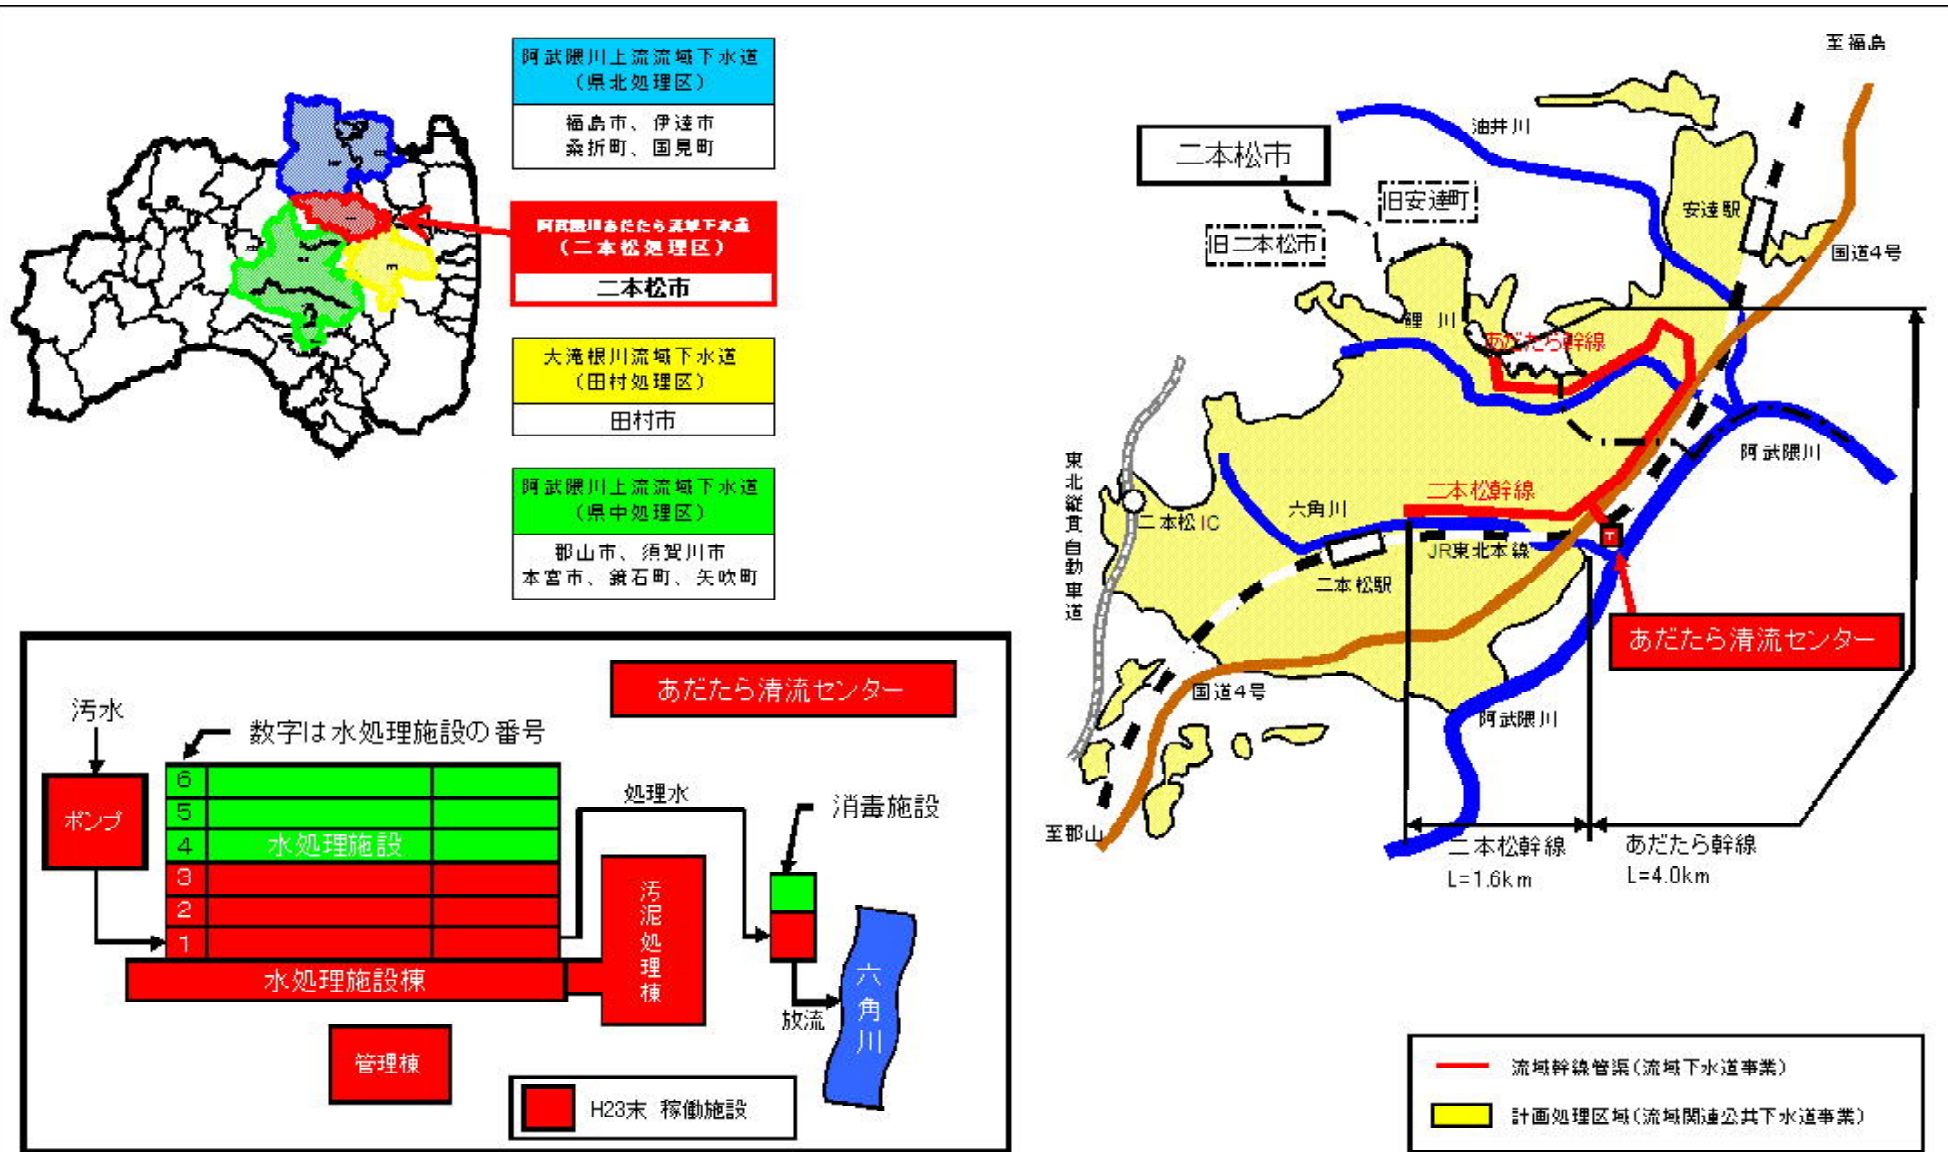 阿武隈川上流流域下水道
(県北処理区)
福島市、伊達市
桑折町、国見町
阿武隈川あだたら流域下水道
(二本松処理区)
二本松市
大滝根川流域下水道
(田村処理区)
田村市
阿武隈川上流流域下水道
(県中処理区)
郡山市、須賀川市
本宮市、鏡石町、矢吹町
至福島
二本松市
油井川
旧安達町
旧二本松市
安達駅
国道4号
鯉川
あだたら幹線
阿武隈川
東北縦貫自動車道
二本松IC
六角川
二本松幹線
JR東北本線
二本松駅
あだたら清流センター
国道4号
阿武隈川
至郡山
二本松幹線
L=1.6km
あだたら幹線
L=4.0km
あだたら清流センター
汚水
数字は水処理施設の番号
ポンプ
6
5
4 水処理施設
3
2
1
水処理施設棟
処理水
消毒施設
汚泥処理棟
放流
六角川
管理棟
H23末 稼働施設
流域幹線管渠(流域下水道事業)
計画処理区域(流域関連公共下水道事業)